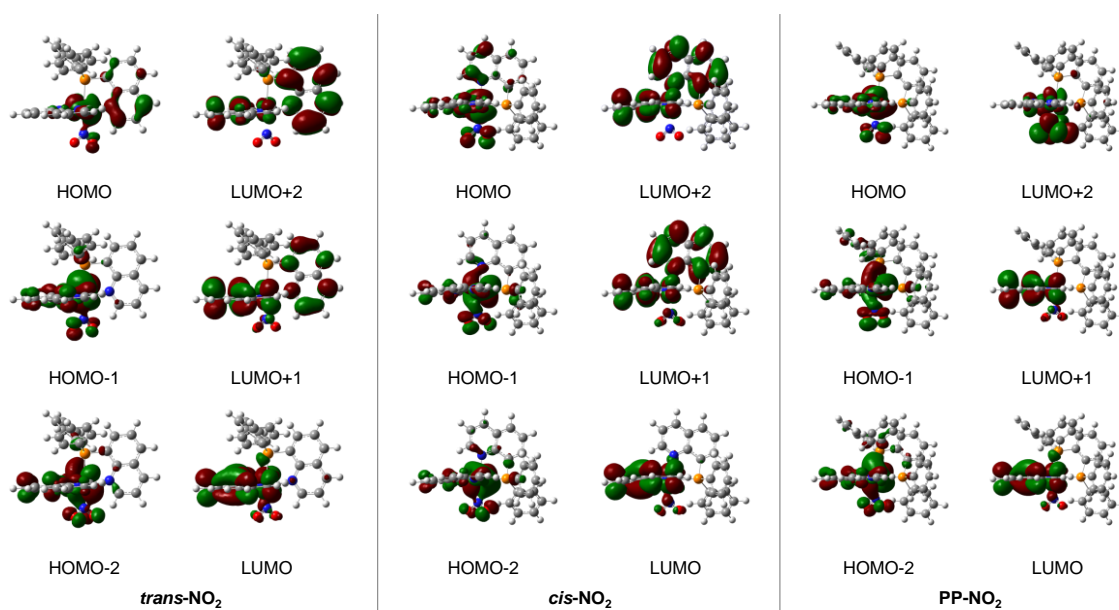 HOMO LUMO+2 HOMO LUMO+2 HOMO LUMO+2
HOMO-1 LUMO+1 HOMO-1 LUMO+1 HOMO-1 LUMO+1
HOMO-2 LUMO HOMO-2 LUMO HOMO-2 LUMO
trans-NO₂ cis-NO₂ PP-NO₂